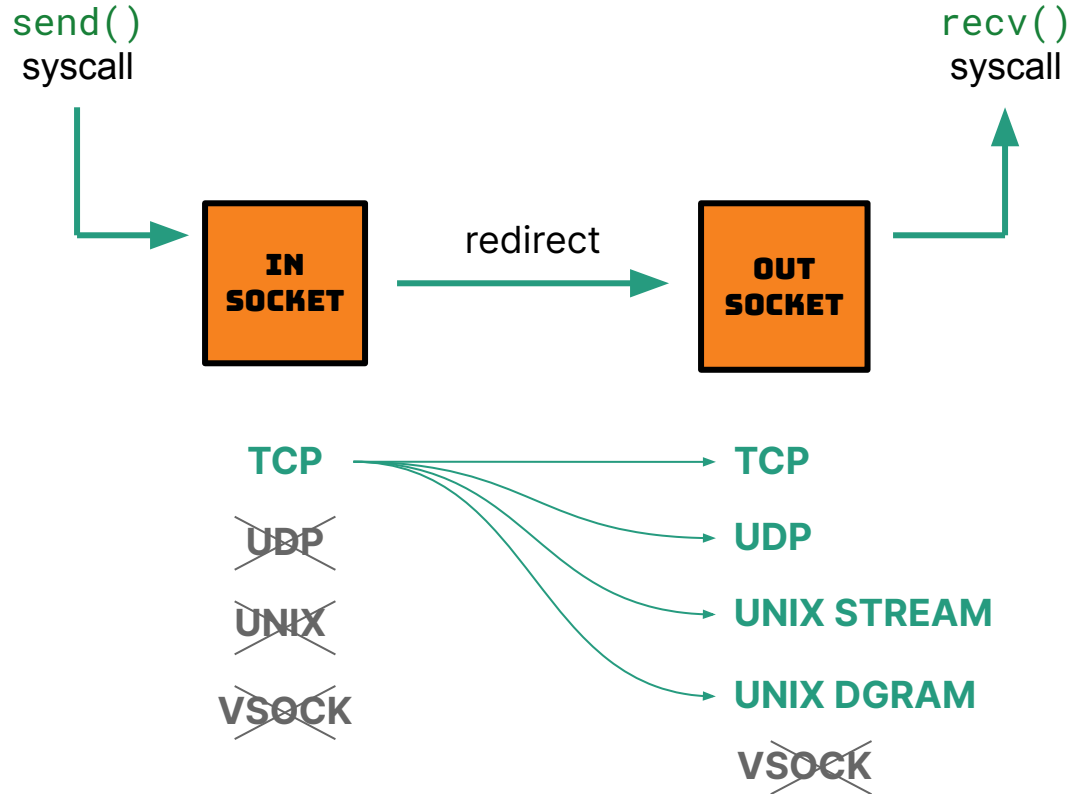 send()
syscall
recv()
syscall
IN
SOCKET
redirect
OUT
SOCKET
TCP
UDP
UNIX
VSOCK
TCP
UDP
UNIX STREAM
UNIX DGRAM
VSOCK